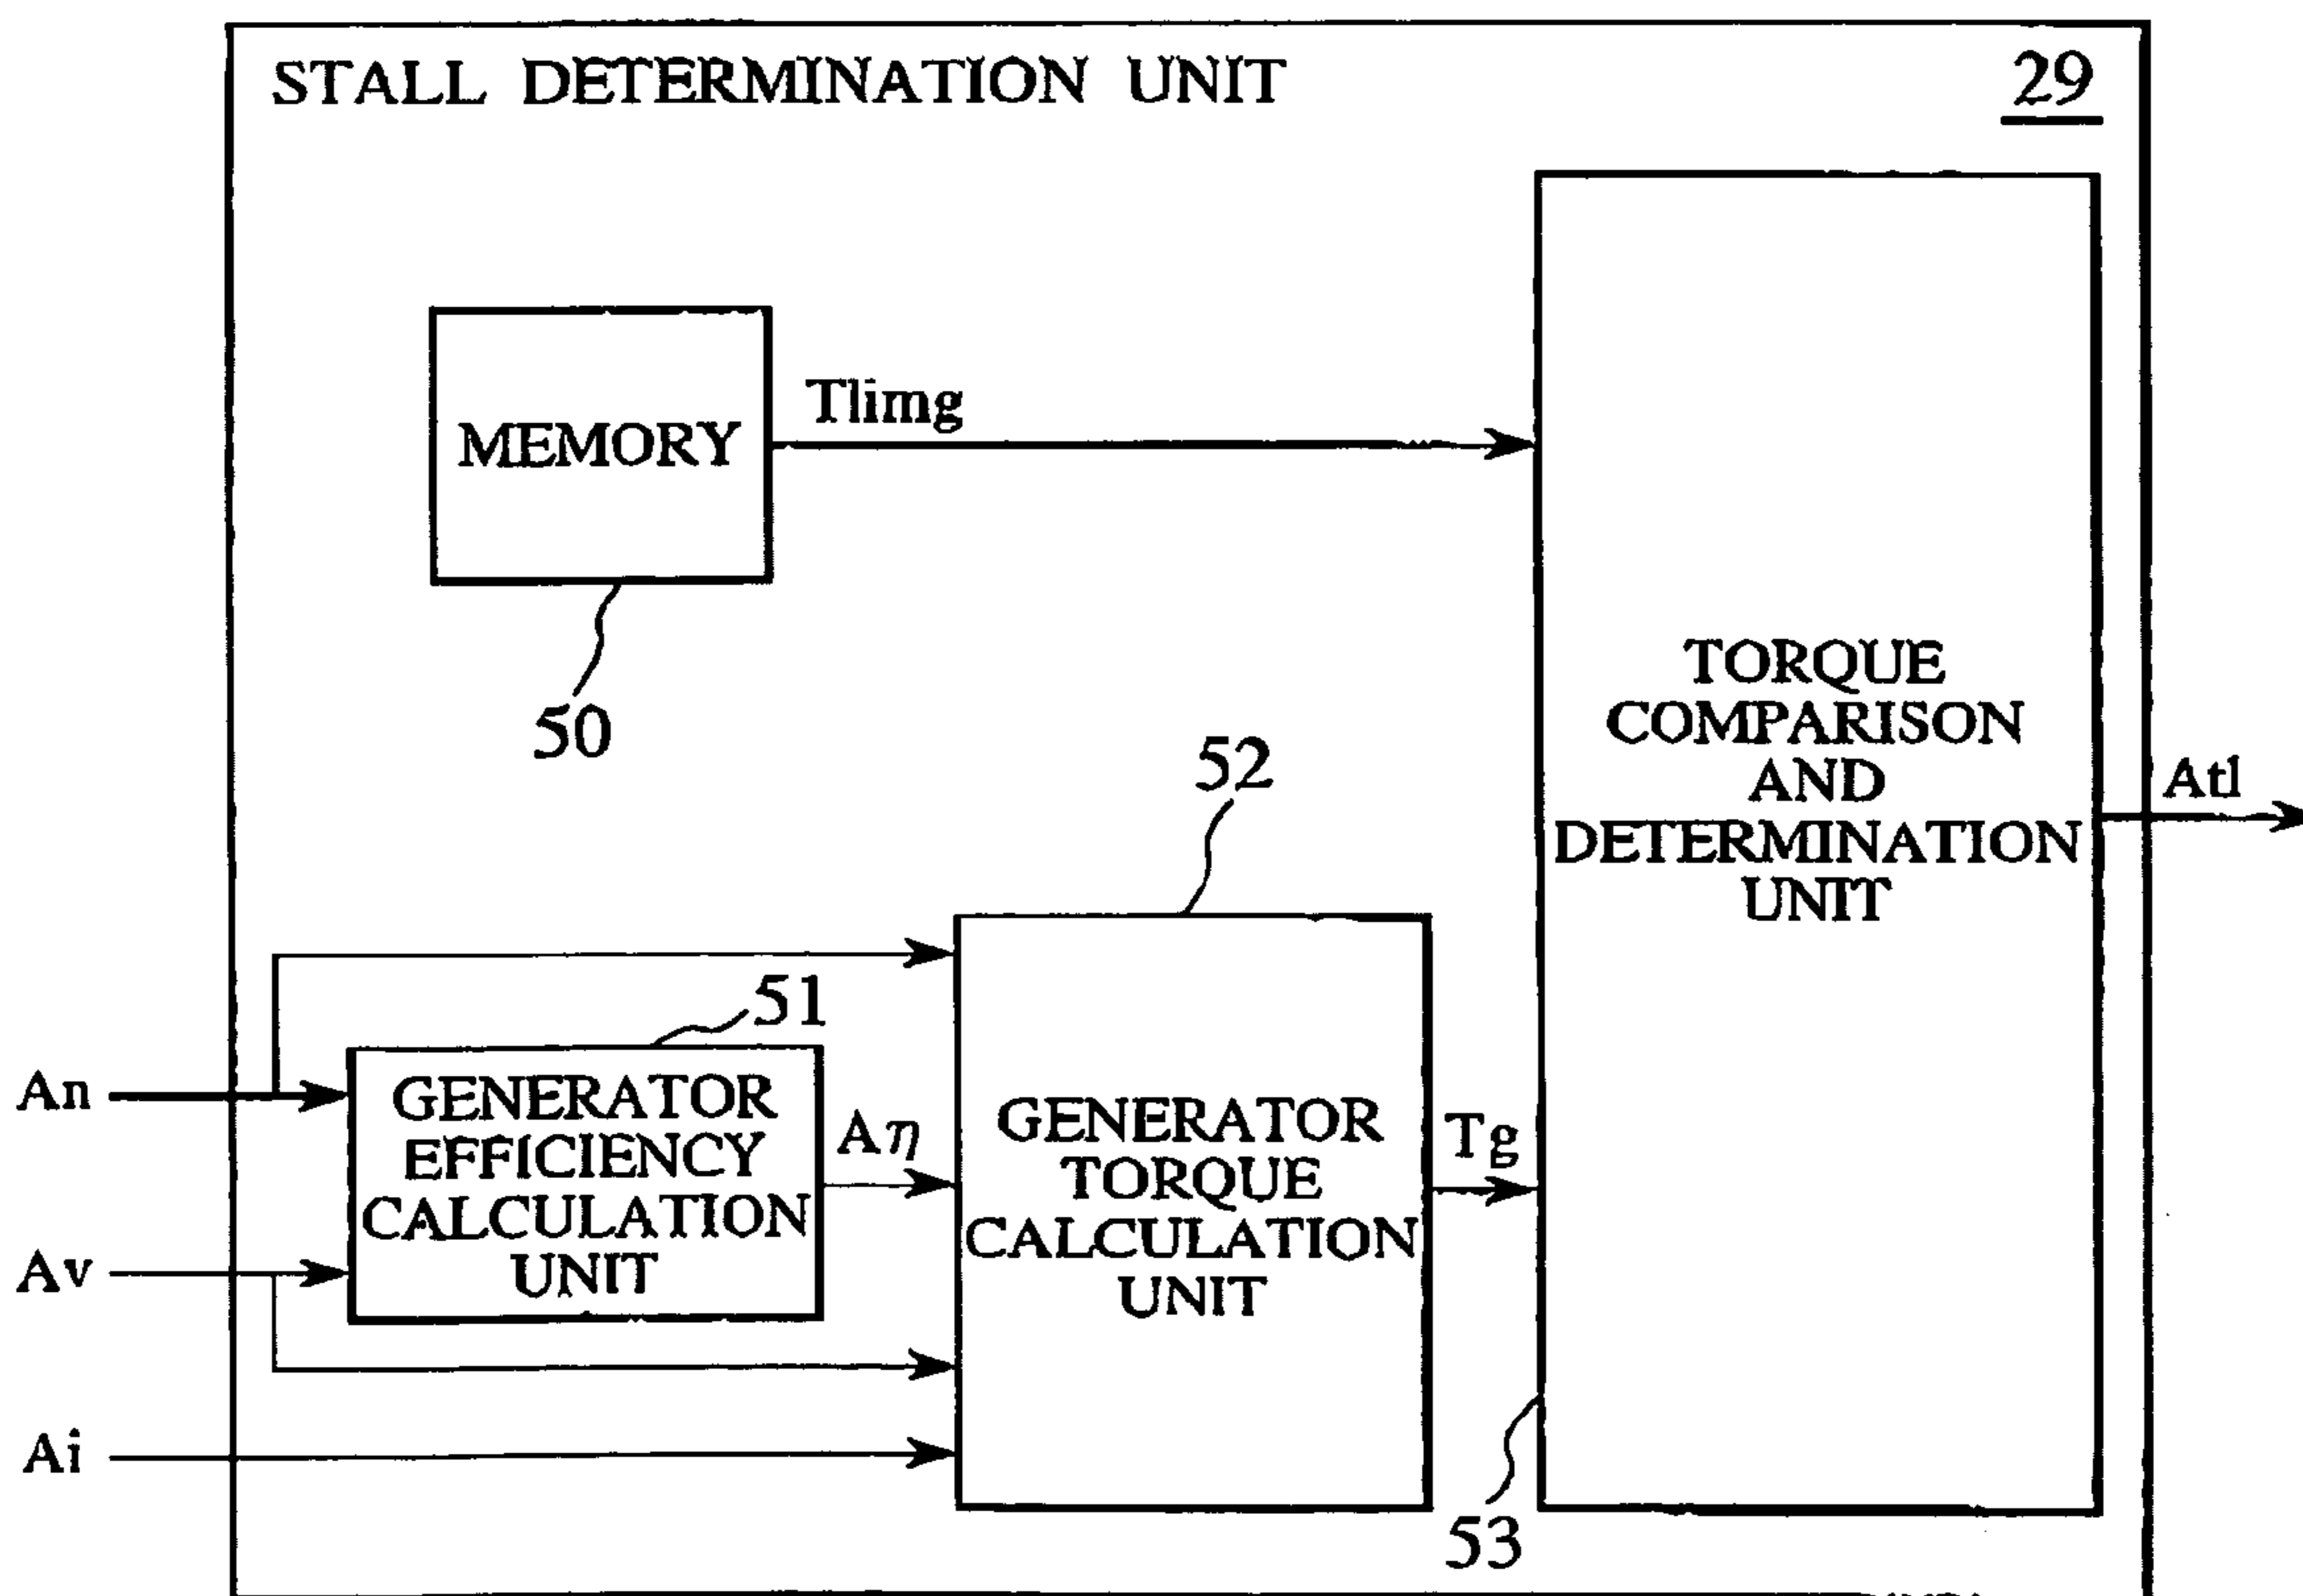 STALL DETERMINATION UNIT
29
MEMORY
Tlimg
50
TORQUE
COMPARISON
AND
DETERMINATION
UNIT
Atl
52
51
An
GENERATOR
EFFICIENCY
CALCULATION
UNIT
Aη
GENERATOR
TORQUE
CALCULATION
UNIT
Tg
Av
Ai
53